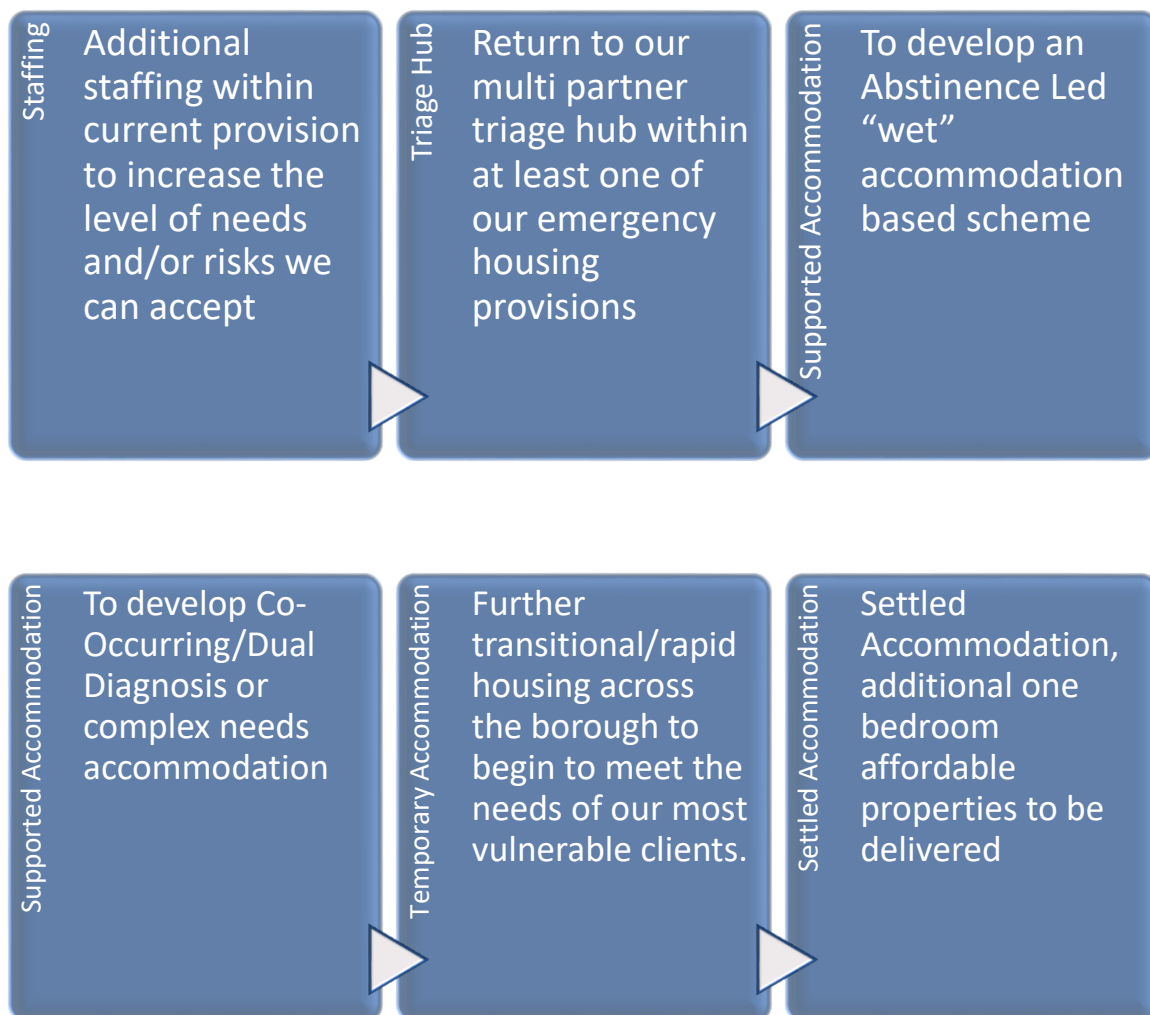 Staffing
Additional
staffing within
current provision
to increase the
level of needs
and/or risks we
can accept
Triage Hub
Return to our
multi partner
triage hub within
at least one of
our emergency
housing
provisions
Supported Accommodation
To develop an
Abstinence Led
“wet”
accommodation
based scheme
Supported Accommodation
To develop Co-
Occurring/Dual
Diagnosis or
complex needs
accommodation
Temporary Accommodation
Further
transitional/rapid
housing across
the borough to
begin to meet the
needs of our most
vulnerable clients.
Settled Accommodation
Settled
Accommodation,
additional one
bedroom
affordable
properties to be
delivered